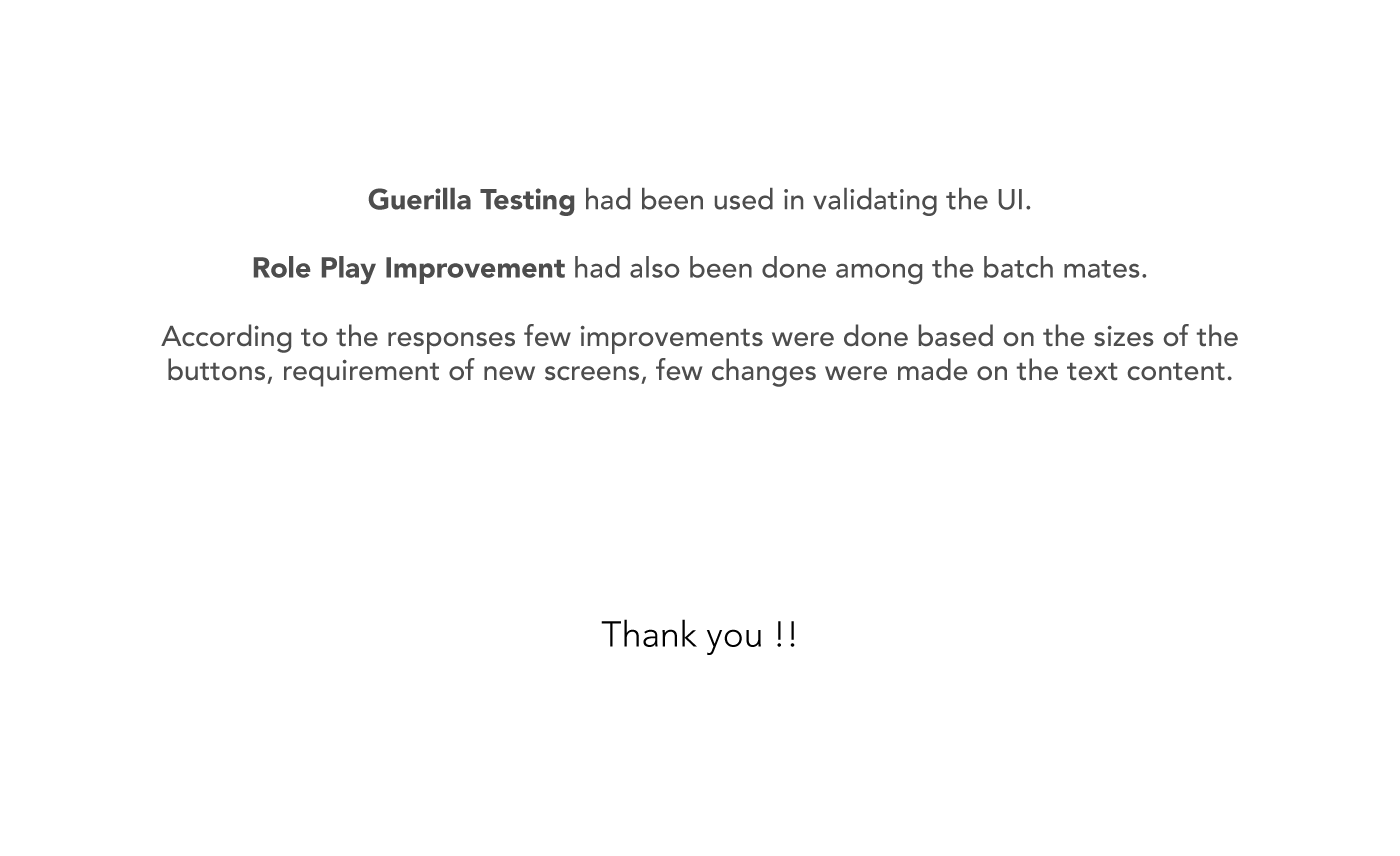 Guerilla Testing had been used in validating the UI.
Role Play Improvement had also been done among the batch mates.
According to the responses few improvements were done based on the sizes of the
buttons, requirement of new screens, few changes were made on the text content.
Thank you !!